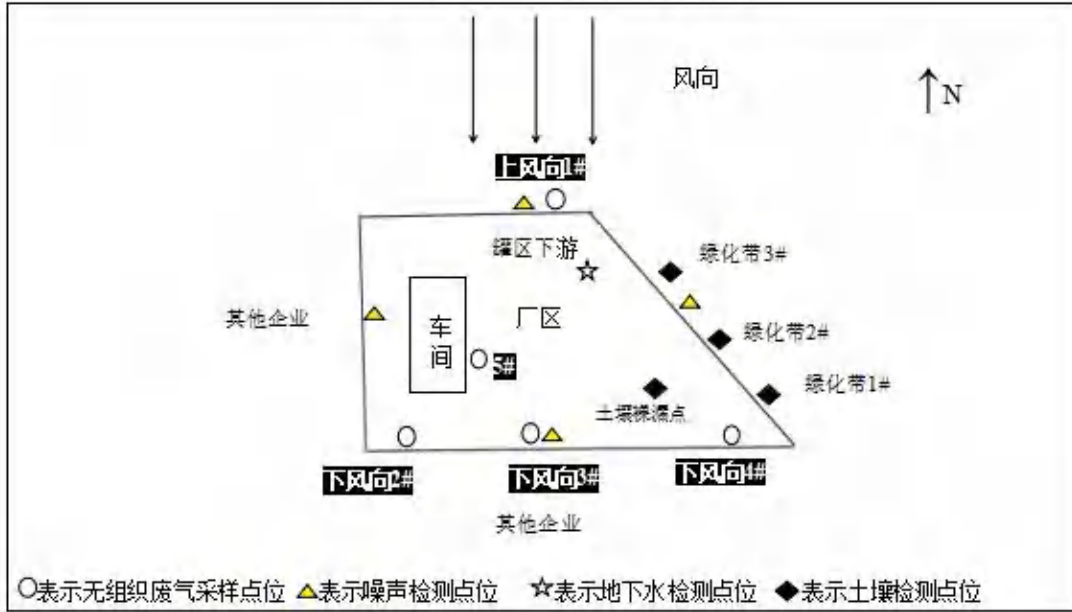 风向
N
上风向1#
罐区下游
绿化带3#
其他企业
车间
厂区
绿化带2#
5#
绿化带1#
土壤裸漏点
下风向2#
下风向3#
下风向4#
其他企业
表示无组织废气采样点位 表示噪声检测点位 表示地下水检测点位 表示土壤检测点位